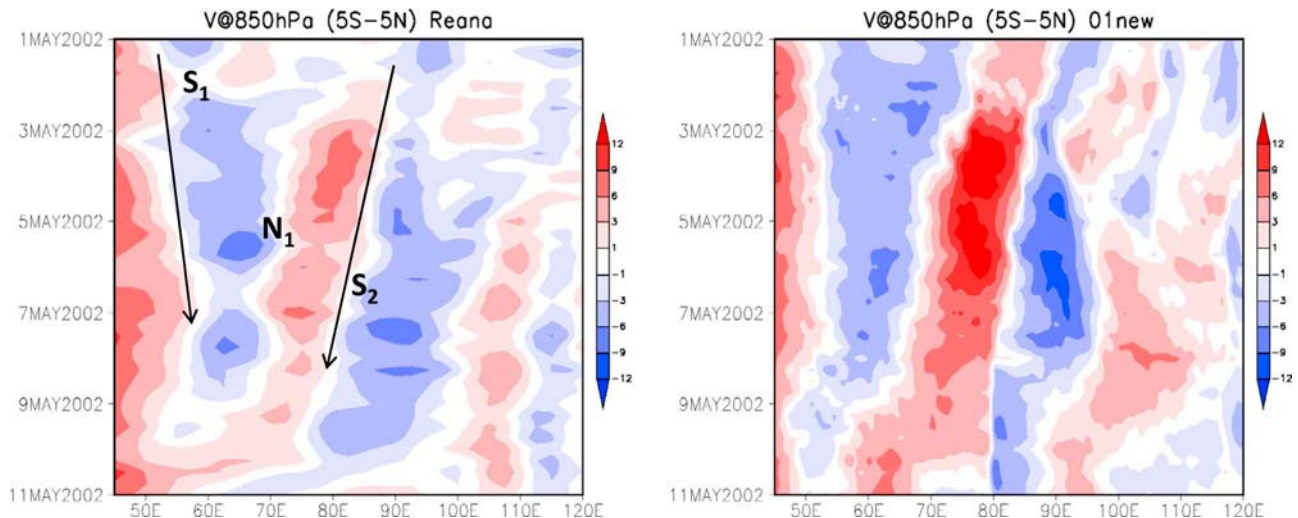 V@850hPa (5S-5N) Reana
1MAY2002
3MAY2002
5MAY2002
7MAY2002
9MAY2002
11MAY2002
50E 60E 70E 80E 90E 100E 110E 120E
S1
N1
S2
12
9
6
3
1
-1
-3
-6
-9
-12
V@850hPa (5S-5N) 01new
1MAY2002
3MAY2002
5MAY2002
7MAY2002
9MAY2002
11MAY2002
50E 60E 70E 80E 90E 100E 110E 120E
12
9
6
3
1
-1
-3
-6
-9
-12